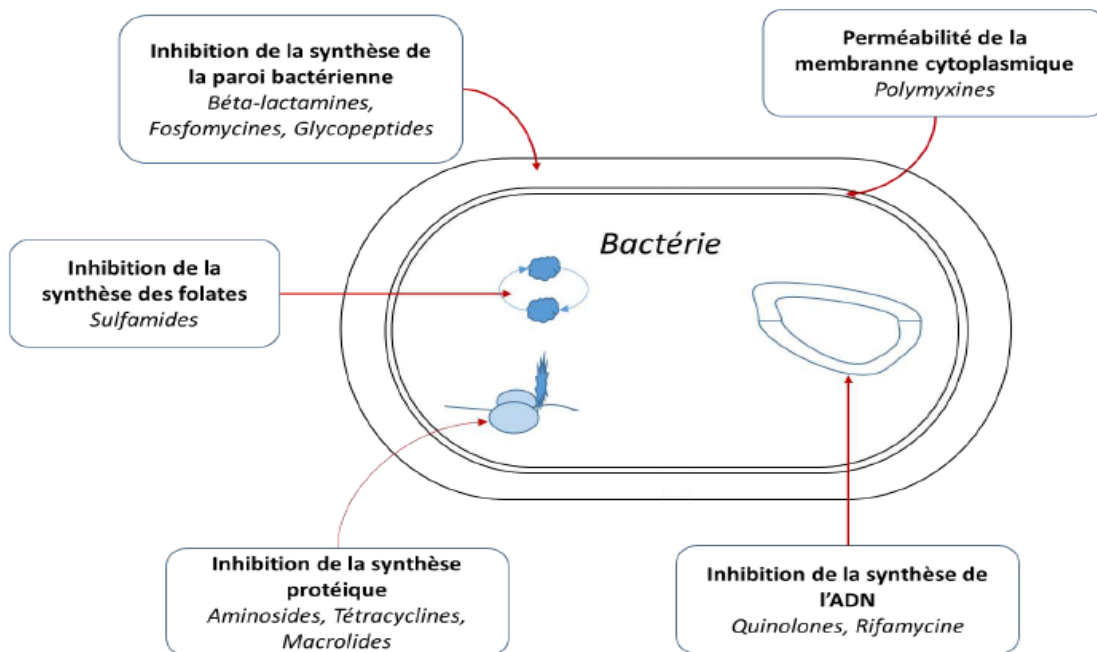 Inhibition de la synthèse de
la paroi bactérienne
Béta-lactamines,
Fosfomycines, Glycopeptides
Perméabilité de la
membranne cytoplasmique
Polymyxines
Bactérie
Inhibition de la
synthèse des folates
Sulfamides
Inhibition de la synthèse
protéique
Aminosides, Tétracyclines,
Macrolides
Inhibition de la synthèse de
l'ADN
Quinolones, Rifamycine